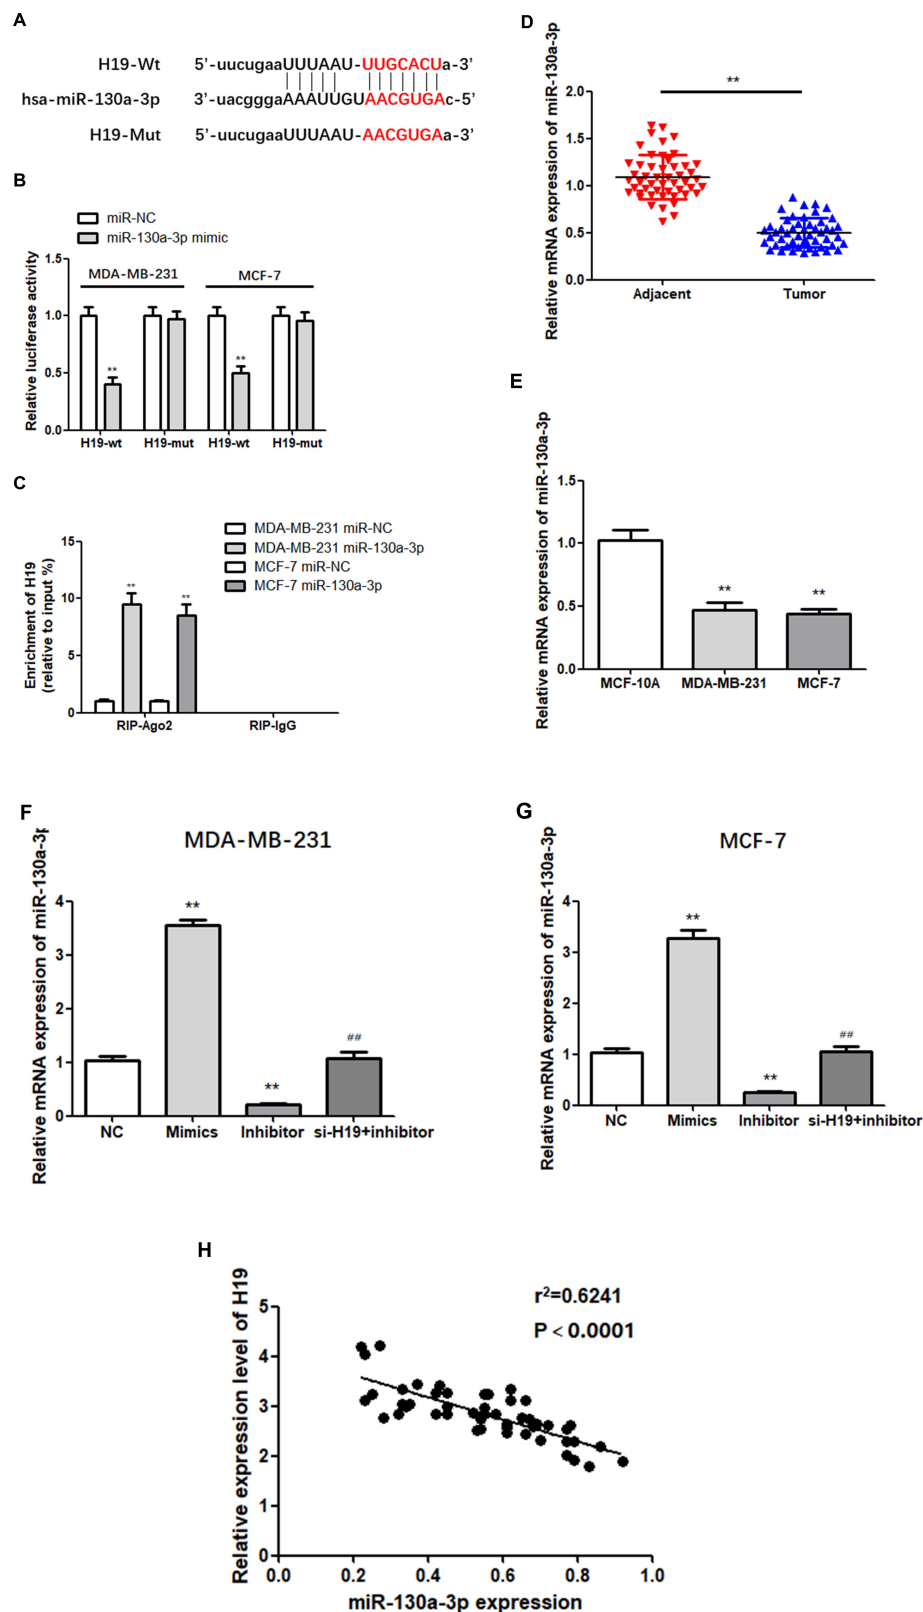 A
H19-Wt 5'-uucugaaUUUAAU-UUGCACUa-3'
hsa-miR-130a-3p 3'-uacgggaAAAUUGUAACGUGAc-5'
H19-Mut 5'-uucugaaUUUAAU-AACGUGAa-3'
B
miR-NC
miR-130a-3p mimic
Relative luciferase activity
1.5
1.0
0.5
0.0
MDA-MB-231 MCF-7
** **
H19-wt H19-mut H19-wt H19-mut
C
MDA-MB-231 miR-NC
MDA-MB-231 miR-130a-3p
MCF-7 miR-NC
MCF-7 miR-130a-3p
Enrichment of H19
(relative to input %)
15
10
5
0
** **
RIP-Ago2 RIP-IgG
D
Relative mRNA expression of miR-130a-3p
2.0
1.5
1.0
0.5
0.0
**
Adjacent Tumor
E
Relative mRNA expression of miR-130a-3p
1.5
1.0
0.5
0.0
** **
MCF-10A MDA-MB-231 MCF-7
F
MDA-MB-231
Relative mRNA expression of miR-130a-3p
4
3
2
1
0
** ** ##
NC Mimics Inhibitor si-H19+inhibitor
G
MCF-7
Relative mRNA expression of miR-130a-3p
4
3
2
1
0
** ** ##
NC Mimics Inhibitor si-H19+inhibitor
H
Relative expression level of H19
5
4
3
2
1
0
r²=0.6241
P < 0.0001
0.0 0.2 0.4 0.6 0.8 1.0
miR-130a-3p expression